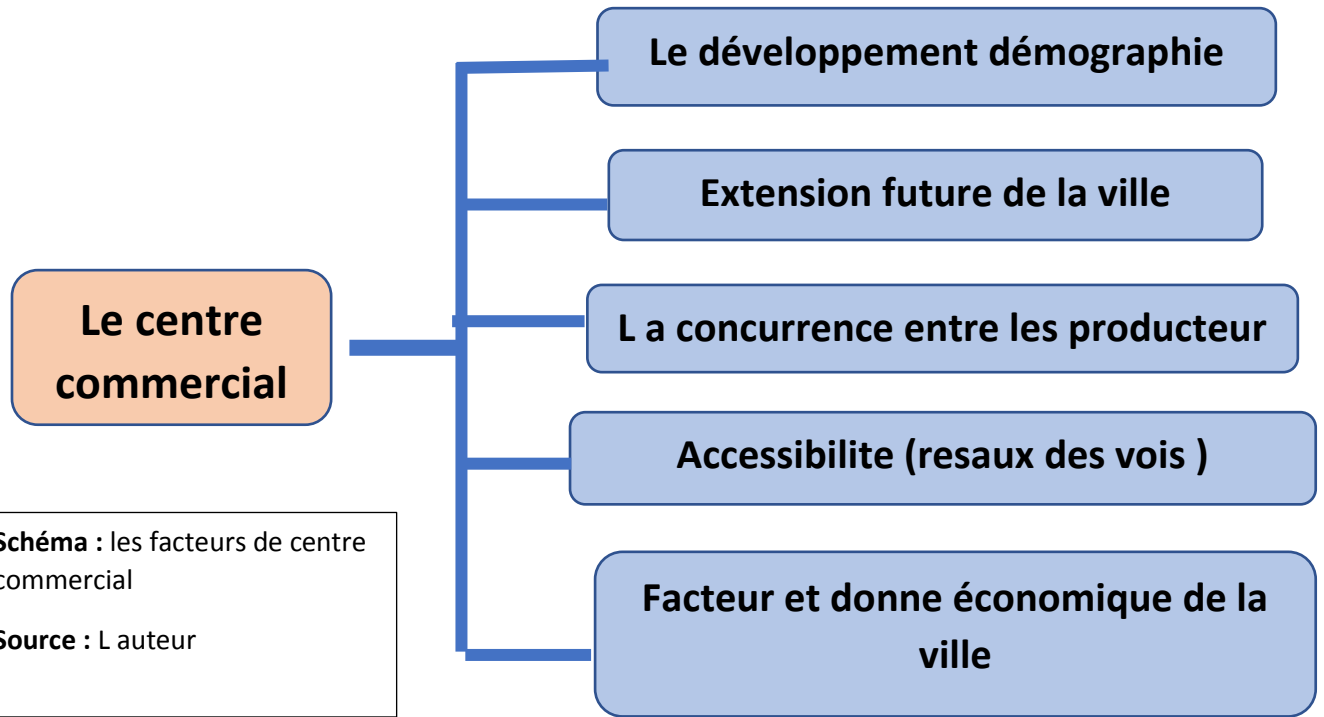 Le développement démographie
Extension future de la ville
Le centre
commercial
L a concurrence entre les producteur
Accessibilite (resaux des vois )
Schéma : les facteurs de centre
commercial
Source : L auteur
Facteur et donne économique de la
ville